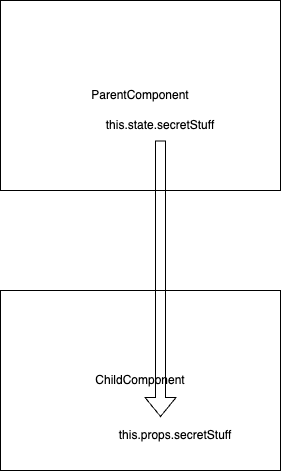 ParentComponent
this.state.secretStuff
ChildComponent
this.props.secretStuff